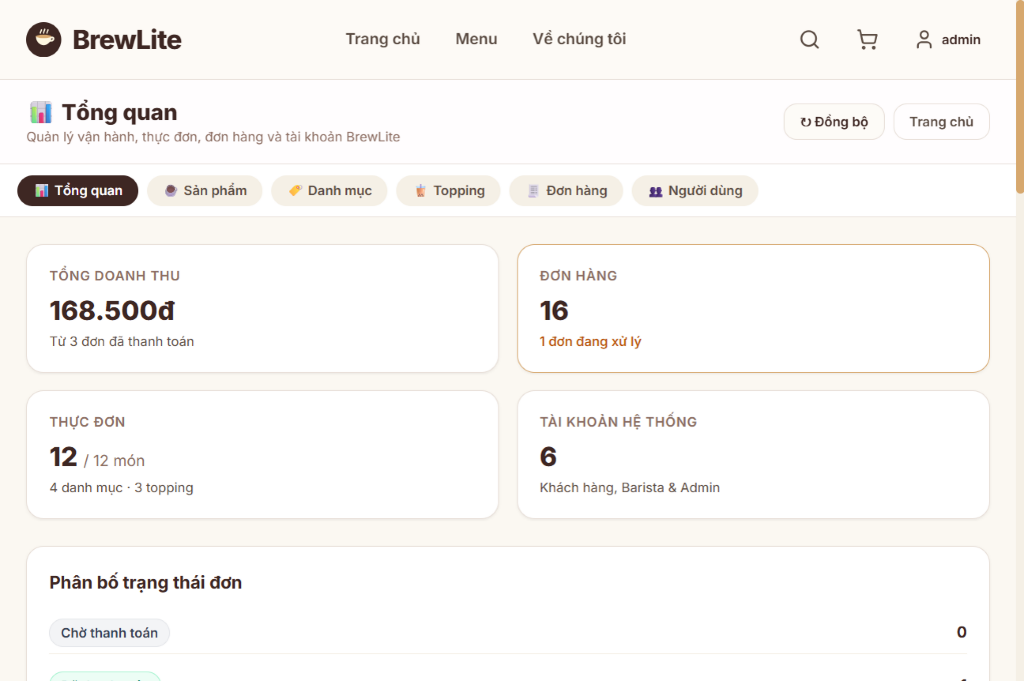 BrewLite
Trang chủ
Menu
Về chúng tôi
admin
Tổng quan
Quản lý vận hành, thực đơn, đơn hàng và tài khoản BrewLite
↻ Đồng bộ
Trang chủ
Tổng quan
Sản phẩm
Danh mục
Topping
Đơn hàng
Người dùng
TỔNG DOANH THU
168.500đ
Từ 3 đơn đã thanh toán
ĐƠN HÀNG
16
1 đơn đang xử lý
THỰC ĐƠN
12 / 12 món
4 danh mục · 3 topping
TÀI KHOẢN HỆ THỐNG
6
Khách hàng, Barista & Admin
Phân bố trạng thái đơn
Chờ thanh toán
0